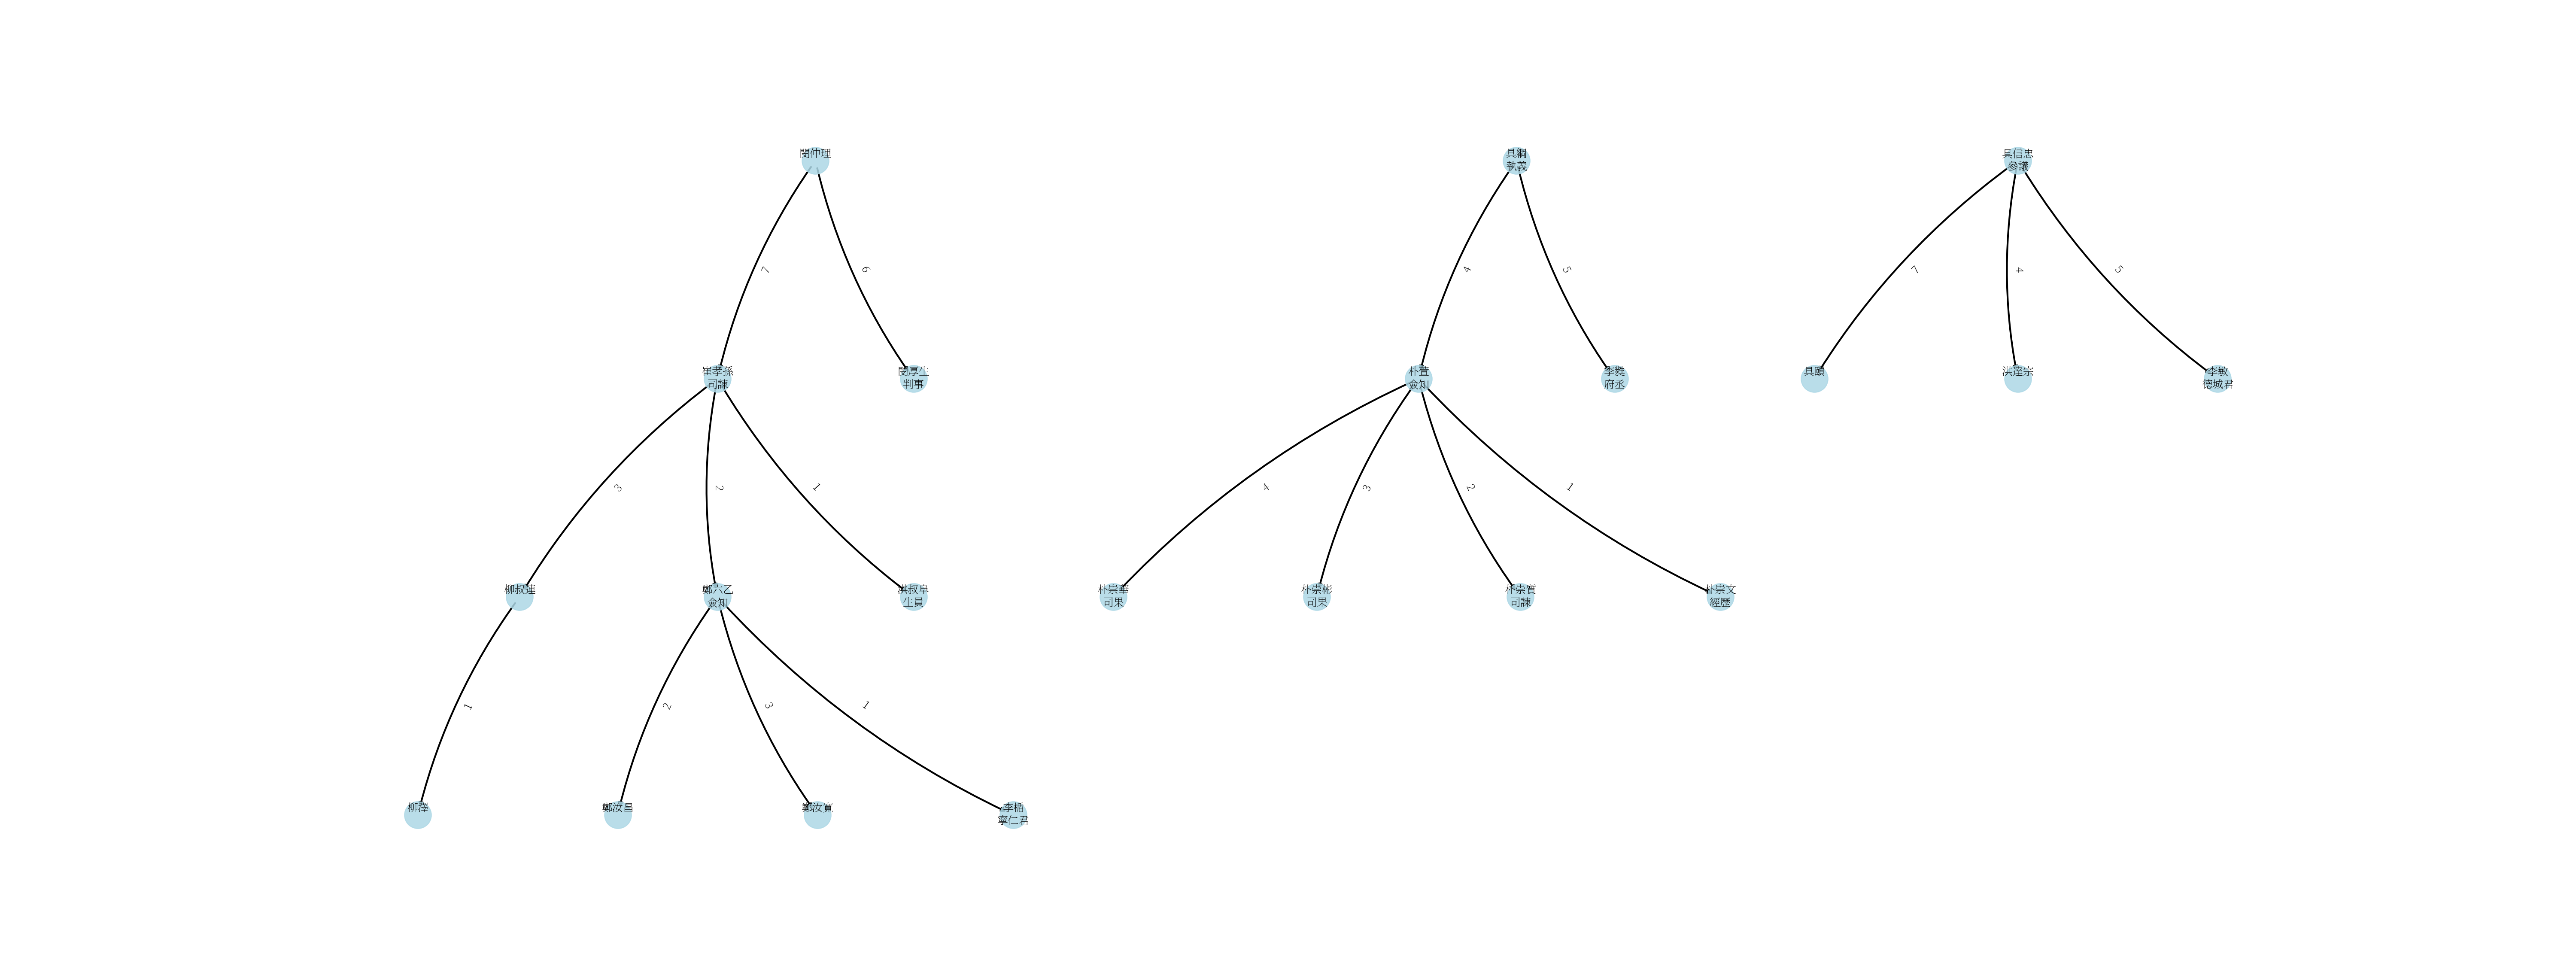 閔仲理
具綱
執義
具信忠
參議
7
6
4
5
7
4
5
崔孝孫
司諫
閔厚生
判事
朴萱
僉知
李㲽
府丞
具頤
洪達宗
李敏
德城君
3
2
1
4
3
2
1
柳叔連
鄭六乙
僉知
洪叔阜
生員
朴崇華
司果
朴崇彬
司果
朴崇質
司諫
朴崇文
經歷
1
2
3
1
柳澤
鄭汝昌
鄭汝寬
李楯
寧仁君